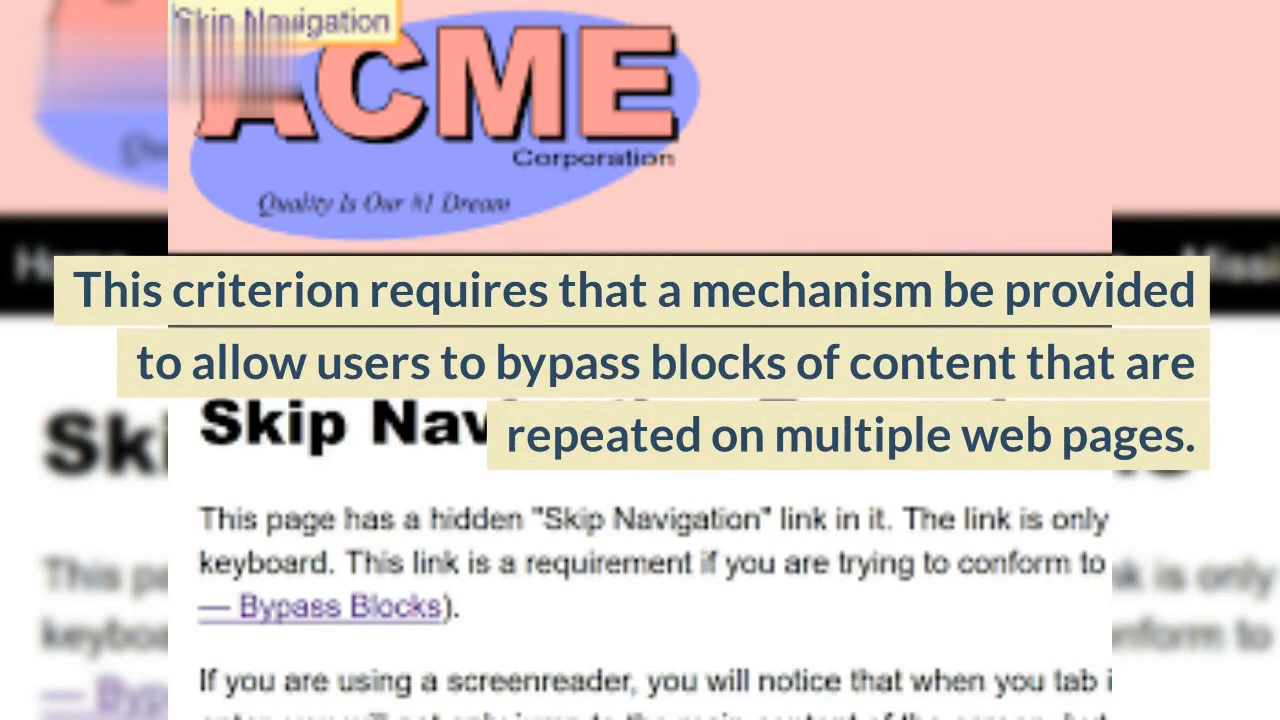 Skip Navigation
ACME
Corporation
Quality Is Our #1 Dream
This criterion requires that a mechanism be provided
to allow users to bypass blocks of content that are
repeated on multiple web pages.
Skip
This page has a hidden "Skip Navigation" link in it. The link is only
keyboard. This link is a requirement if you are trying to conform to
— Bypass Blocks).
If you are using a screenreader, you will notice that when you tab